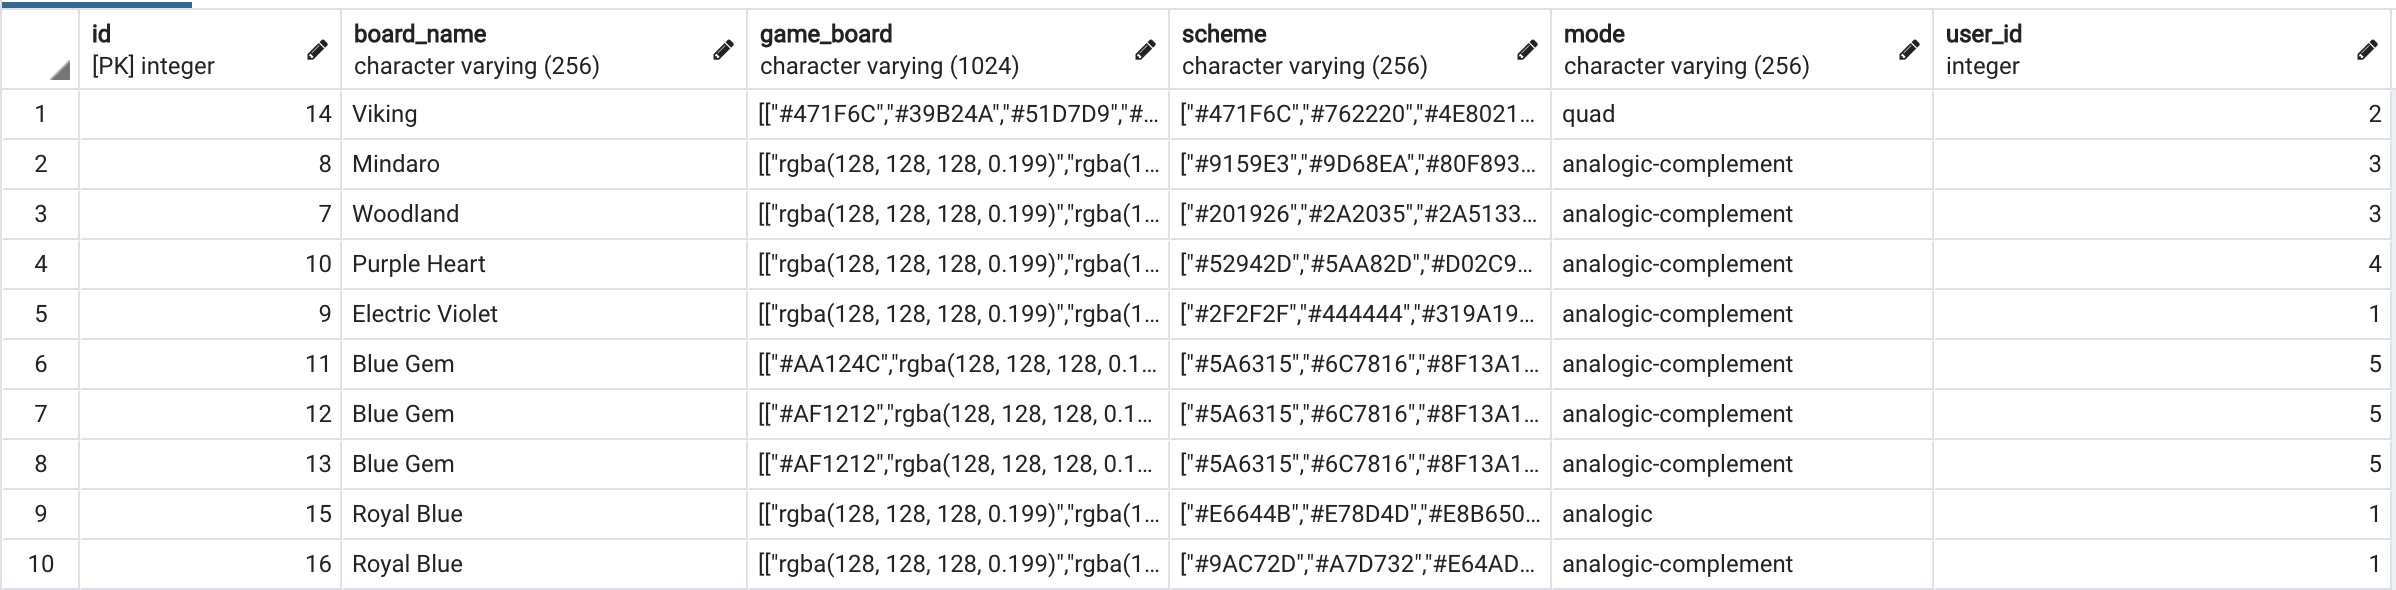 id board_name game_board scheme mode user_id
[PK] integer character varying (256) character varying (1024) character varying (256) character varying (256) integer
1 14 Viking [["#471F6C","#39B24A","#51D7D9","#... ["#471F6C","#762220","#4E8021... quad 2
2 8 Mindaro [["rgba(128, 128, 128, 0.199)","rgba(1... ["#9159E3","#9D68EA","#80F893... analogic-complement 3
3 7 Woodland [["rgba(128, 128, 128, 0.199)","rgba(1... ["#201926","#2A2035","#2A5133... analogic-complement 3
4 10 Purple Heart [["rgba(128, 128, 128, 0.199)","rgba(1... ["#52942D","#5AA82D","#D02C9... analogic-complement 4
5 9 Electric Violet [["rgba(128, 128, 128, 0.199)","rgba(1... ["#2F2F2F","#444444","#319A19... analogic-complement 1
6 11 Blue Gem [["#AA124C","rgba(128, 128, 128, 0.1... ["#5A6315","#6C7816","#8F13A1... analogic-complement 5
7 12 Blue Gem [["#AF1212","rgba(128, 128, 128, 0.1... ["#5A6315","#6C7816","#8F13A1... analogic-complement 5
8 13 Blue Gem [["#AF1212","rgba(128, 128, 128, 0.1... ["#5A6315","#6C7816","#8F13A1... analogic-complement 5
9 15 Royal Blue [["rgba(128, 128, 128, 0.199)","rgba(1... ["#E6644B","#E78D4D","#E8B650... analogic 1
10 16 Royal Blue [["rgba(128, 128, 128, 0.199)","rgba(1... ["#9AC72D","#A7D732","#E64AD... analogic-complement 1